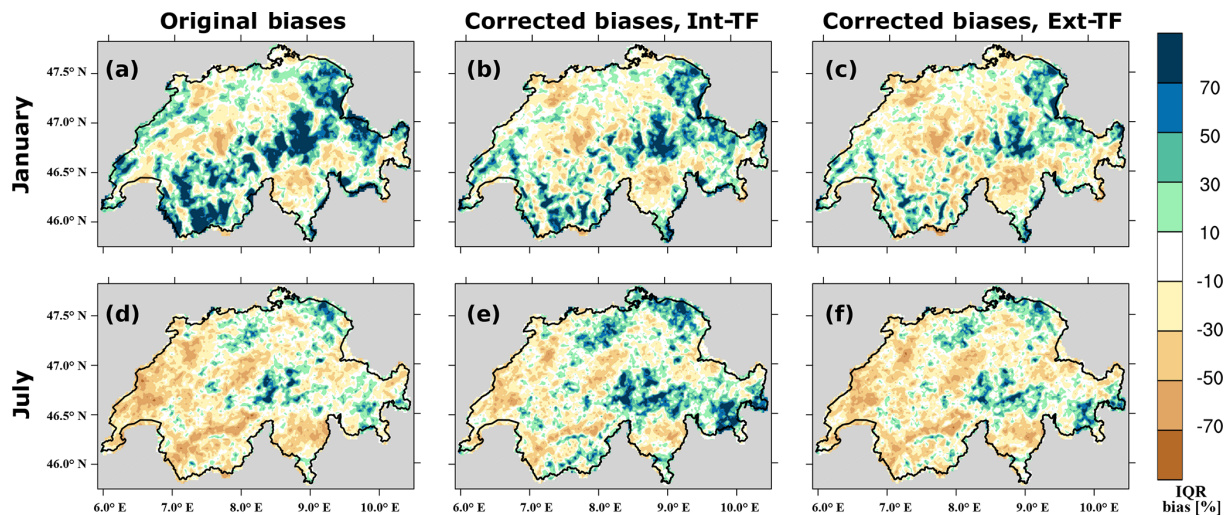 Original biases
Corrected biases, Int-TF
Corrected biases, Ext-TF
January
(a)
(b)
(c)
47.5° N
47.0° N
46.5° N
46.0° N
July
(d)
(e)
(f)
47.5° N
47.0° N
46.5° N
46.0° N
6.0° E 7.0° E 8.0° E 9.0° E 10.0° E
6.0° E 7.0° E 8.0° E 9.0° E 10.0° E
6.0° E 7.0° E 8.0° E 9.0° E 10.0° E
70
50
30
10
-10
-30
-50
-70
IQR
bias [%]